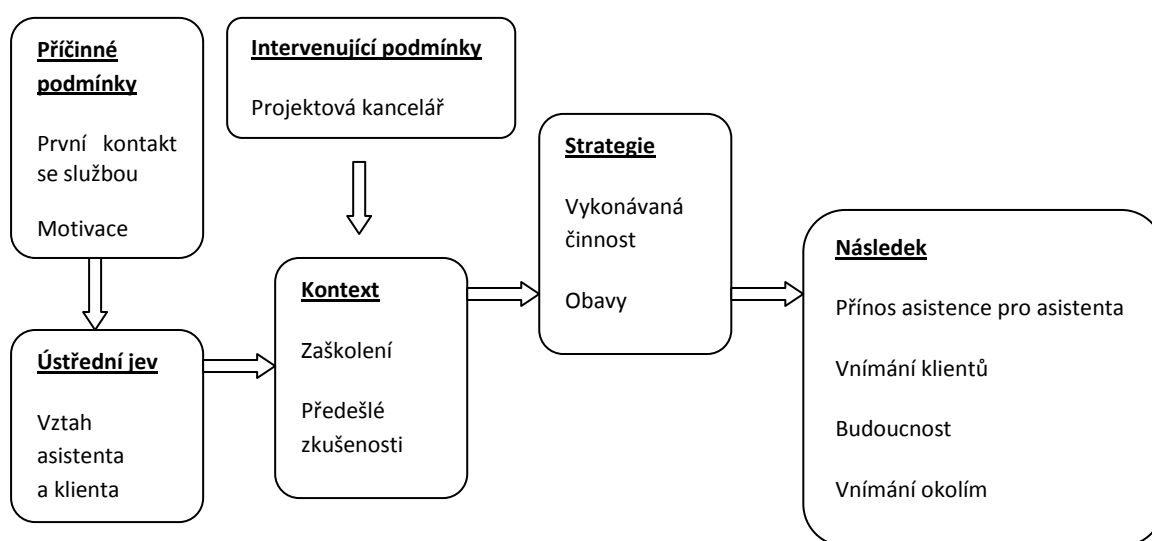 Příčinné
podmínky
První kontakt
se službou
Motivace
Intervenující podmínky
Projektová kancelář
Ústřední jev
Vztah
asistenta
a klienta
Kontext
Zaškolení
Předešlé
zkušenosti
Strategie
Vykonávaná
činnost
Obavy
Následek
Přínos asistence pro asistenta
Vnímání klientů
Budoucnost
Vnímání okolím